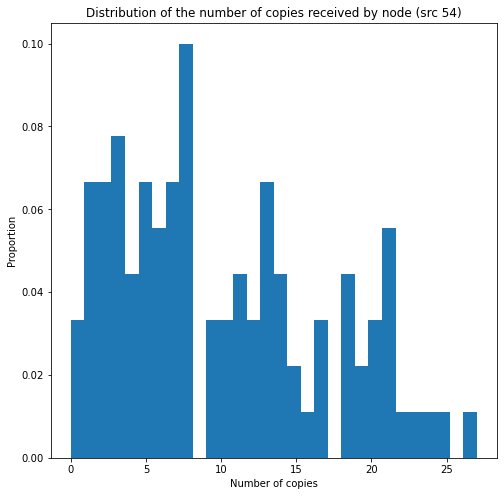 Distribution of the number of copies received by node (src 54)
0.10
0.08
0.06
0.04
0.02
0.00
Proportion
0 5 10 15 20 25
Number of copies